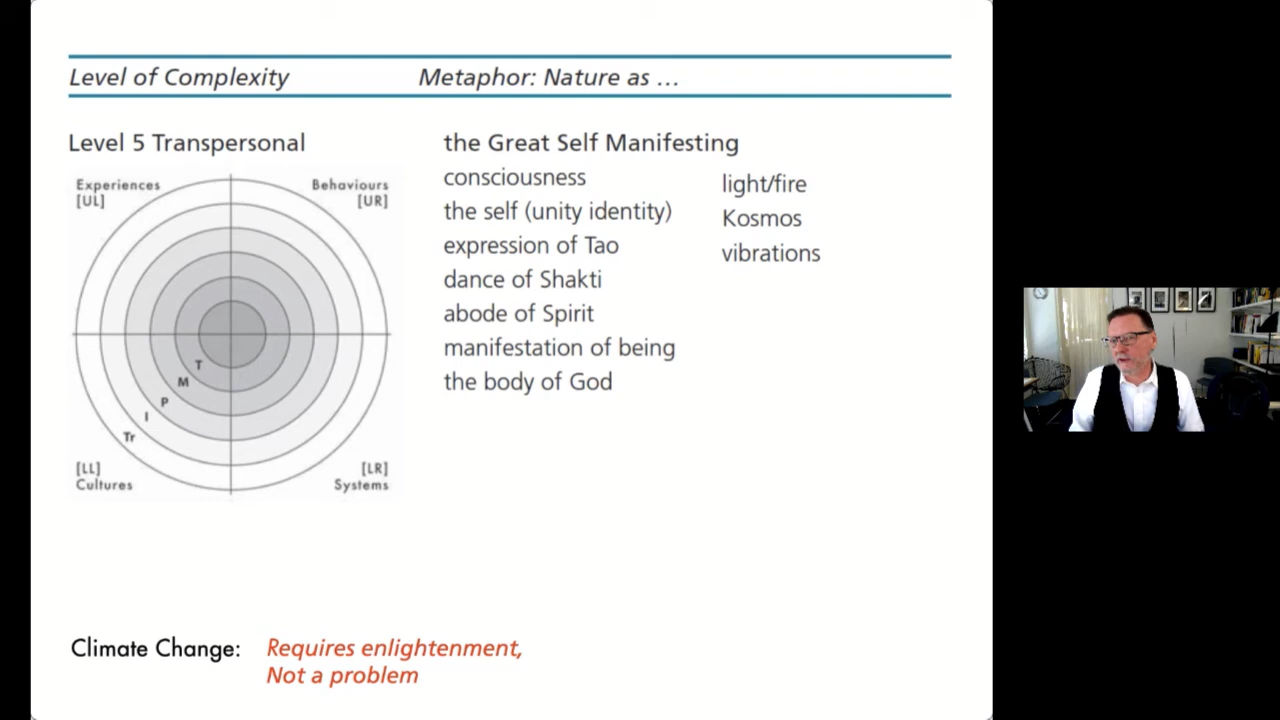 Level of Complexity
Metaphor: Nature as ...
Level 5 Transpersonal
Experiences
[UL]
Behaviours
[UR]
T
M
P
I
Tr
[LL]
Cultures
[LR]
Systems
the Great Self Manifesting
consciousness
the self (unity identity)
expression of Tao
dance of Shakti
abode of Spirit
manifestation of being
the body of God
light/fire
Kosmos
vibrations
Climate Change:
Requires enlightenment,
Not a problem